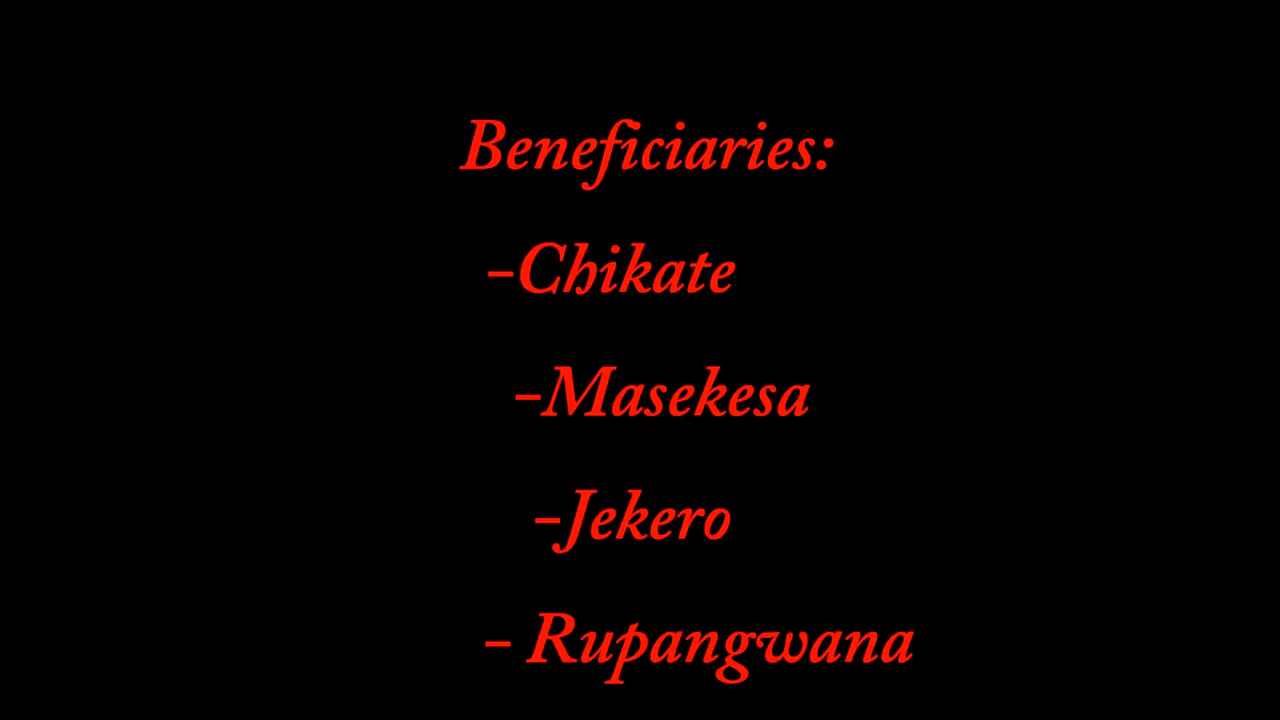 Beneficiaries:
-Chikate
-Masekesa
-Jekero
- Rupangwana